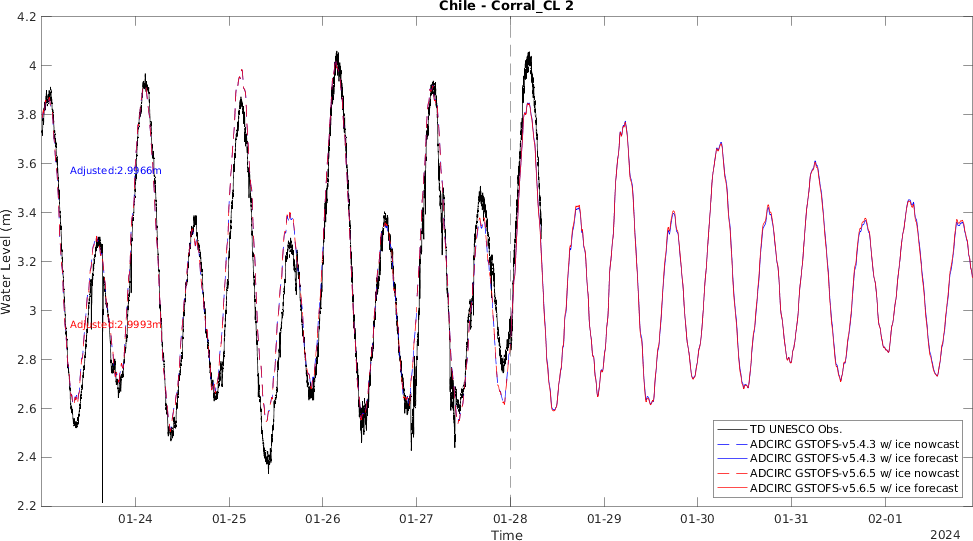 Chile - Corral_CL 2
4.2
4
3.8
3.6
3.4
3.2
3
2.8
2.6
2.4
2.2
Water Level (m)
Adjusted:2.9966m
Adjusted:2.9993m
TD UNESCO Obs.
ADCIRC GSTOFS-v5.4.3 w/ ice nowcast
ADCIRC GSTOFS-v5.4.3 w/ ice forecast
ADCIRC GSTOFS-v5.6.5 w/ ice nowcast
ADCIRC GSTOFS-v5.6.5 w/ ice forecast
01-24 01-25 01-26 01-27 01-28 01-29 01-30 01-31 02-01
Time
2024